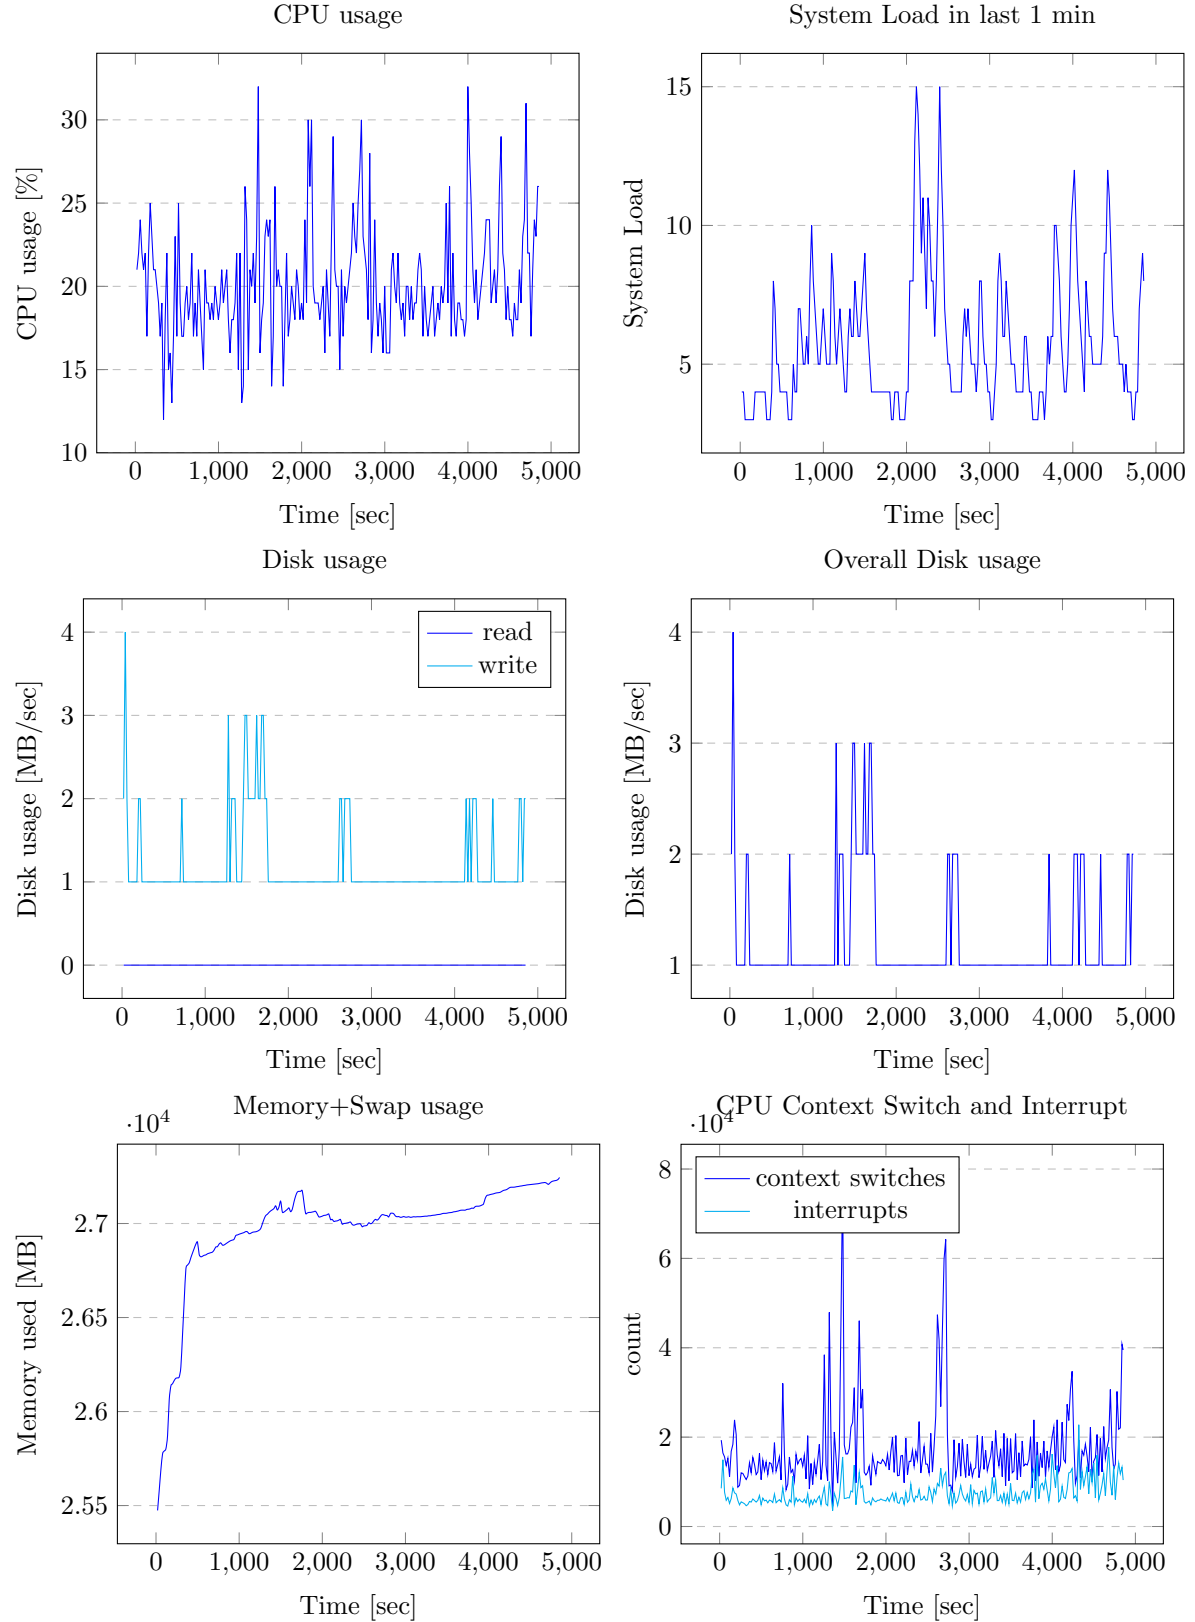 CPU usage
30
25
20
15
10
CPU usage [%]
0 1,000 2,000 3,000 4,000 5,000
Time [sec]
System Load in last 1 min
15
10
5
System Load
0 1,000 2,000 3,000 4,000 5,000
Time [sec]
Disk usage
read
write
4
3
2
1
0
Disk usage [MB/sec]
0 1,000 2,000 3,000 4,000 5,000
Time [sec]
Overall Disk usage
4
3
2
1
Disk usage [MB/sec]
0 1,000 2,000 3,000 4,000 5,000
Time [sec]
Memory+Swap usage
·10⁴
2.7
2.65
2.6
2.55
Memory used [MB]
0 1,000 2,000 3,000 4,000 5,000
Time [sec]
CPU Context Switch and Interrupt
·10⁴
context switches
interrupts
8
6
4
2
0
count
0 1,000 2,000 3,000 4,000 5,000
Time [sec]